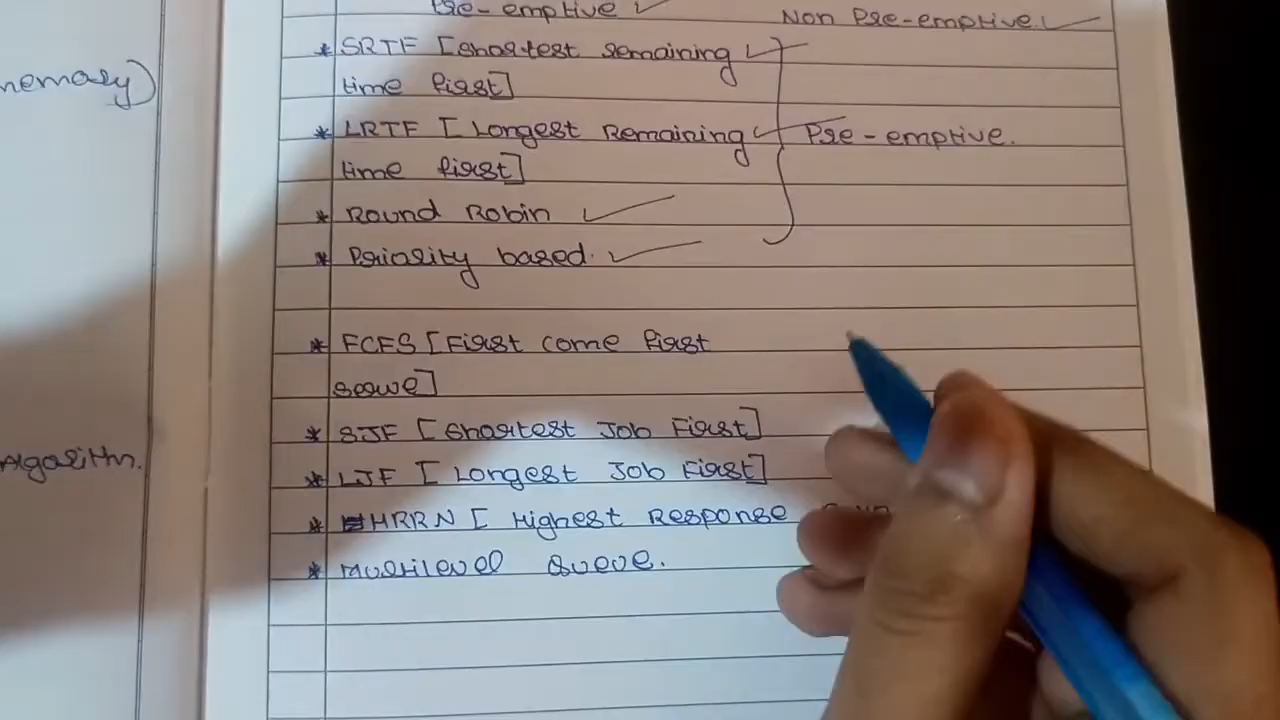 Pre-emptive
Non Pre-emptive.
* SRTF [Shortest remaining
time first]
* LRTF [Longest Remaining
time first]
Pre-emptive.
* Round Robin
* Priority based.
* FCFS [First come first
serve]
* SJF [Shortest Job First]
* LJF [Longest Job First]
* HRRN [Highest Response
* Multilevel Queue.
nemory)
Algorithm.